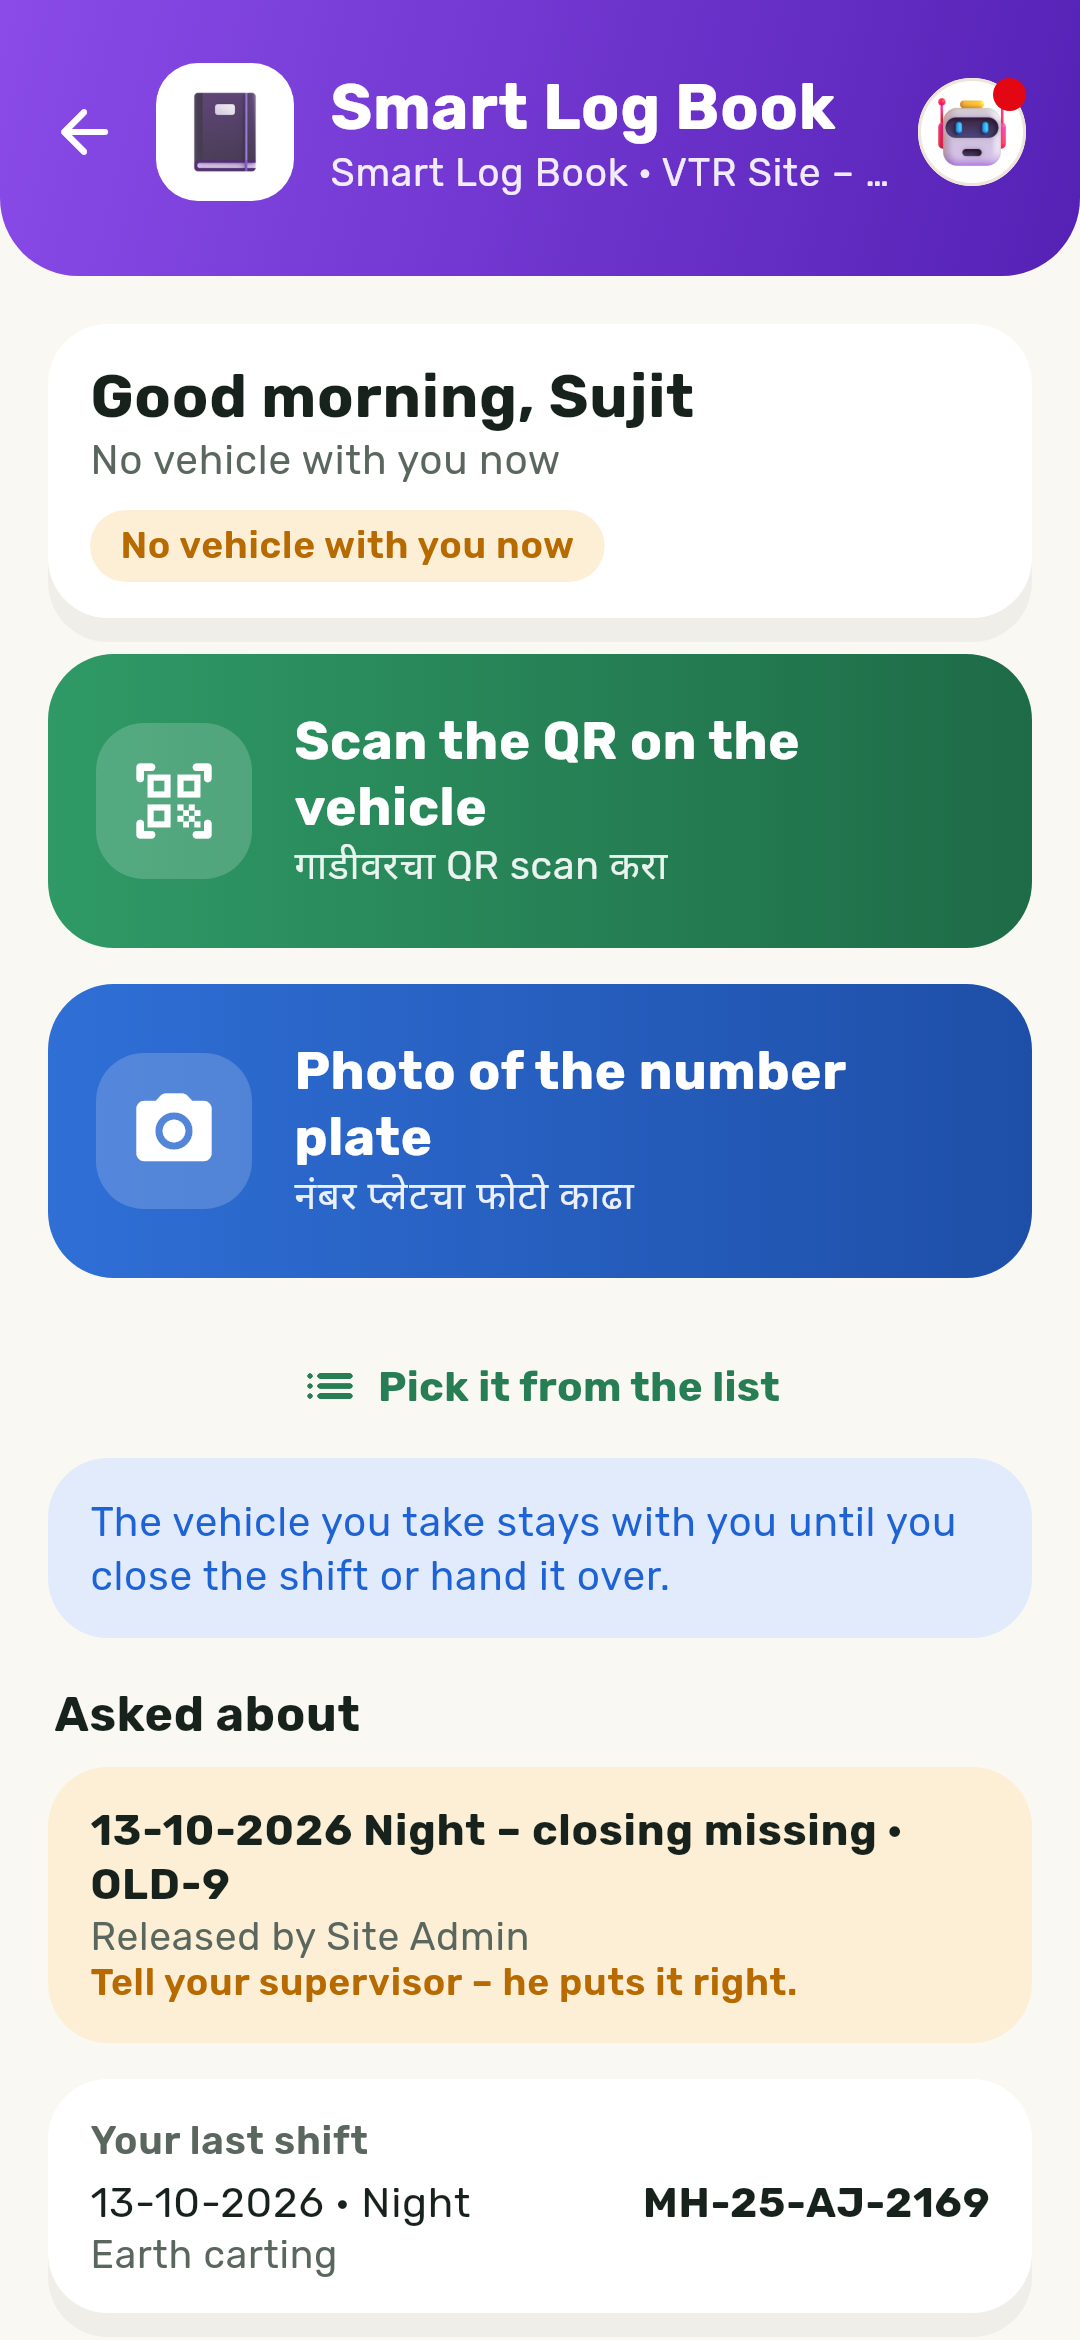 Smart Log Book
Smart Log Book • VTR Site – ...
Good morning, Sujit
No vehicle with you now
No vehicle with you now
Scan the QR on the
vehicle
गाडीवरचा QR scan करा
Photo of the number
plate
नंबर प्लेटचा फोटो काढा
Pick it from the list
The vehicle you take stays with you until you
close the shift or hand it over.
Asked about
13-10-2026 Night – closing missing •
OLD-9
Released by Site Admin
Tell your supervisor – he puts it right.
Your last shift
13-10-2026 • Night MH-25-AJ-2169
Earth carting